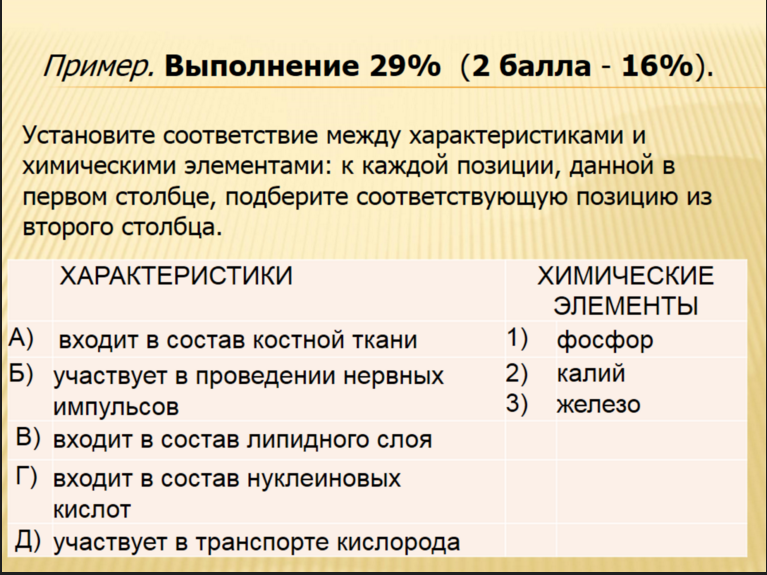 Пример. Выполнение 29% (2 балла - 16%).
Установите соответствие между характеристиками и
химическими элементами: к каждой позиции, данной в
первом столбце, подберите соответствующую позицию из
второго столбца.
ХАРАКТЕРИСТИКИ ХИМИЧЕСКИЕ
ЭЛЕМЕНТЫ
А) входит в состав костной ткани 1) фосфор
Б) участвует в проведении нервных 2) калий
импульсов 3) железо
В) входит в состав липидного слоя
Г) входит в состав нуклеиновых
кислот
Д) участвует в транспорте кислорода